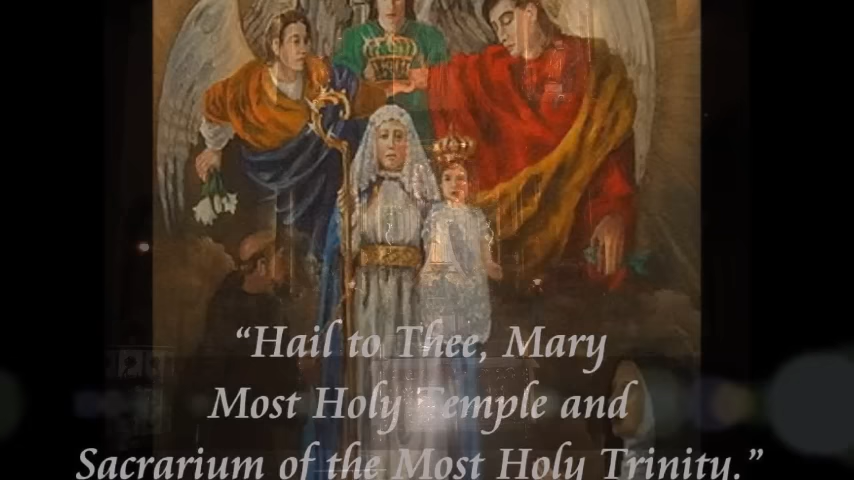 “Hail to Thee, Mary
Most Holy Temple and
Sacrarium of the Most Holy Trinity.”